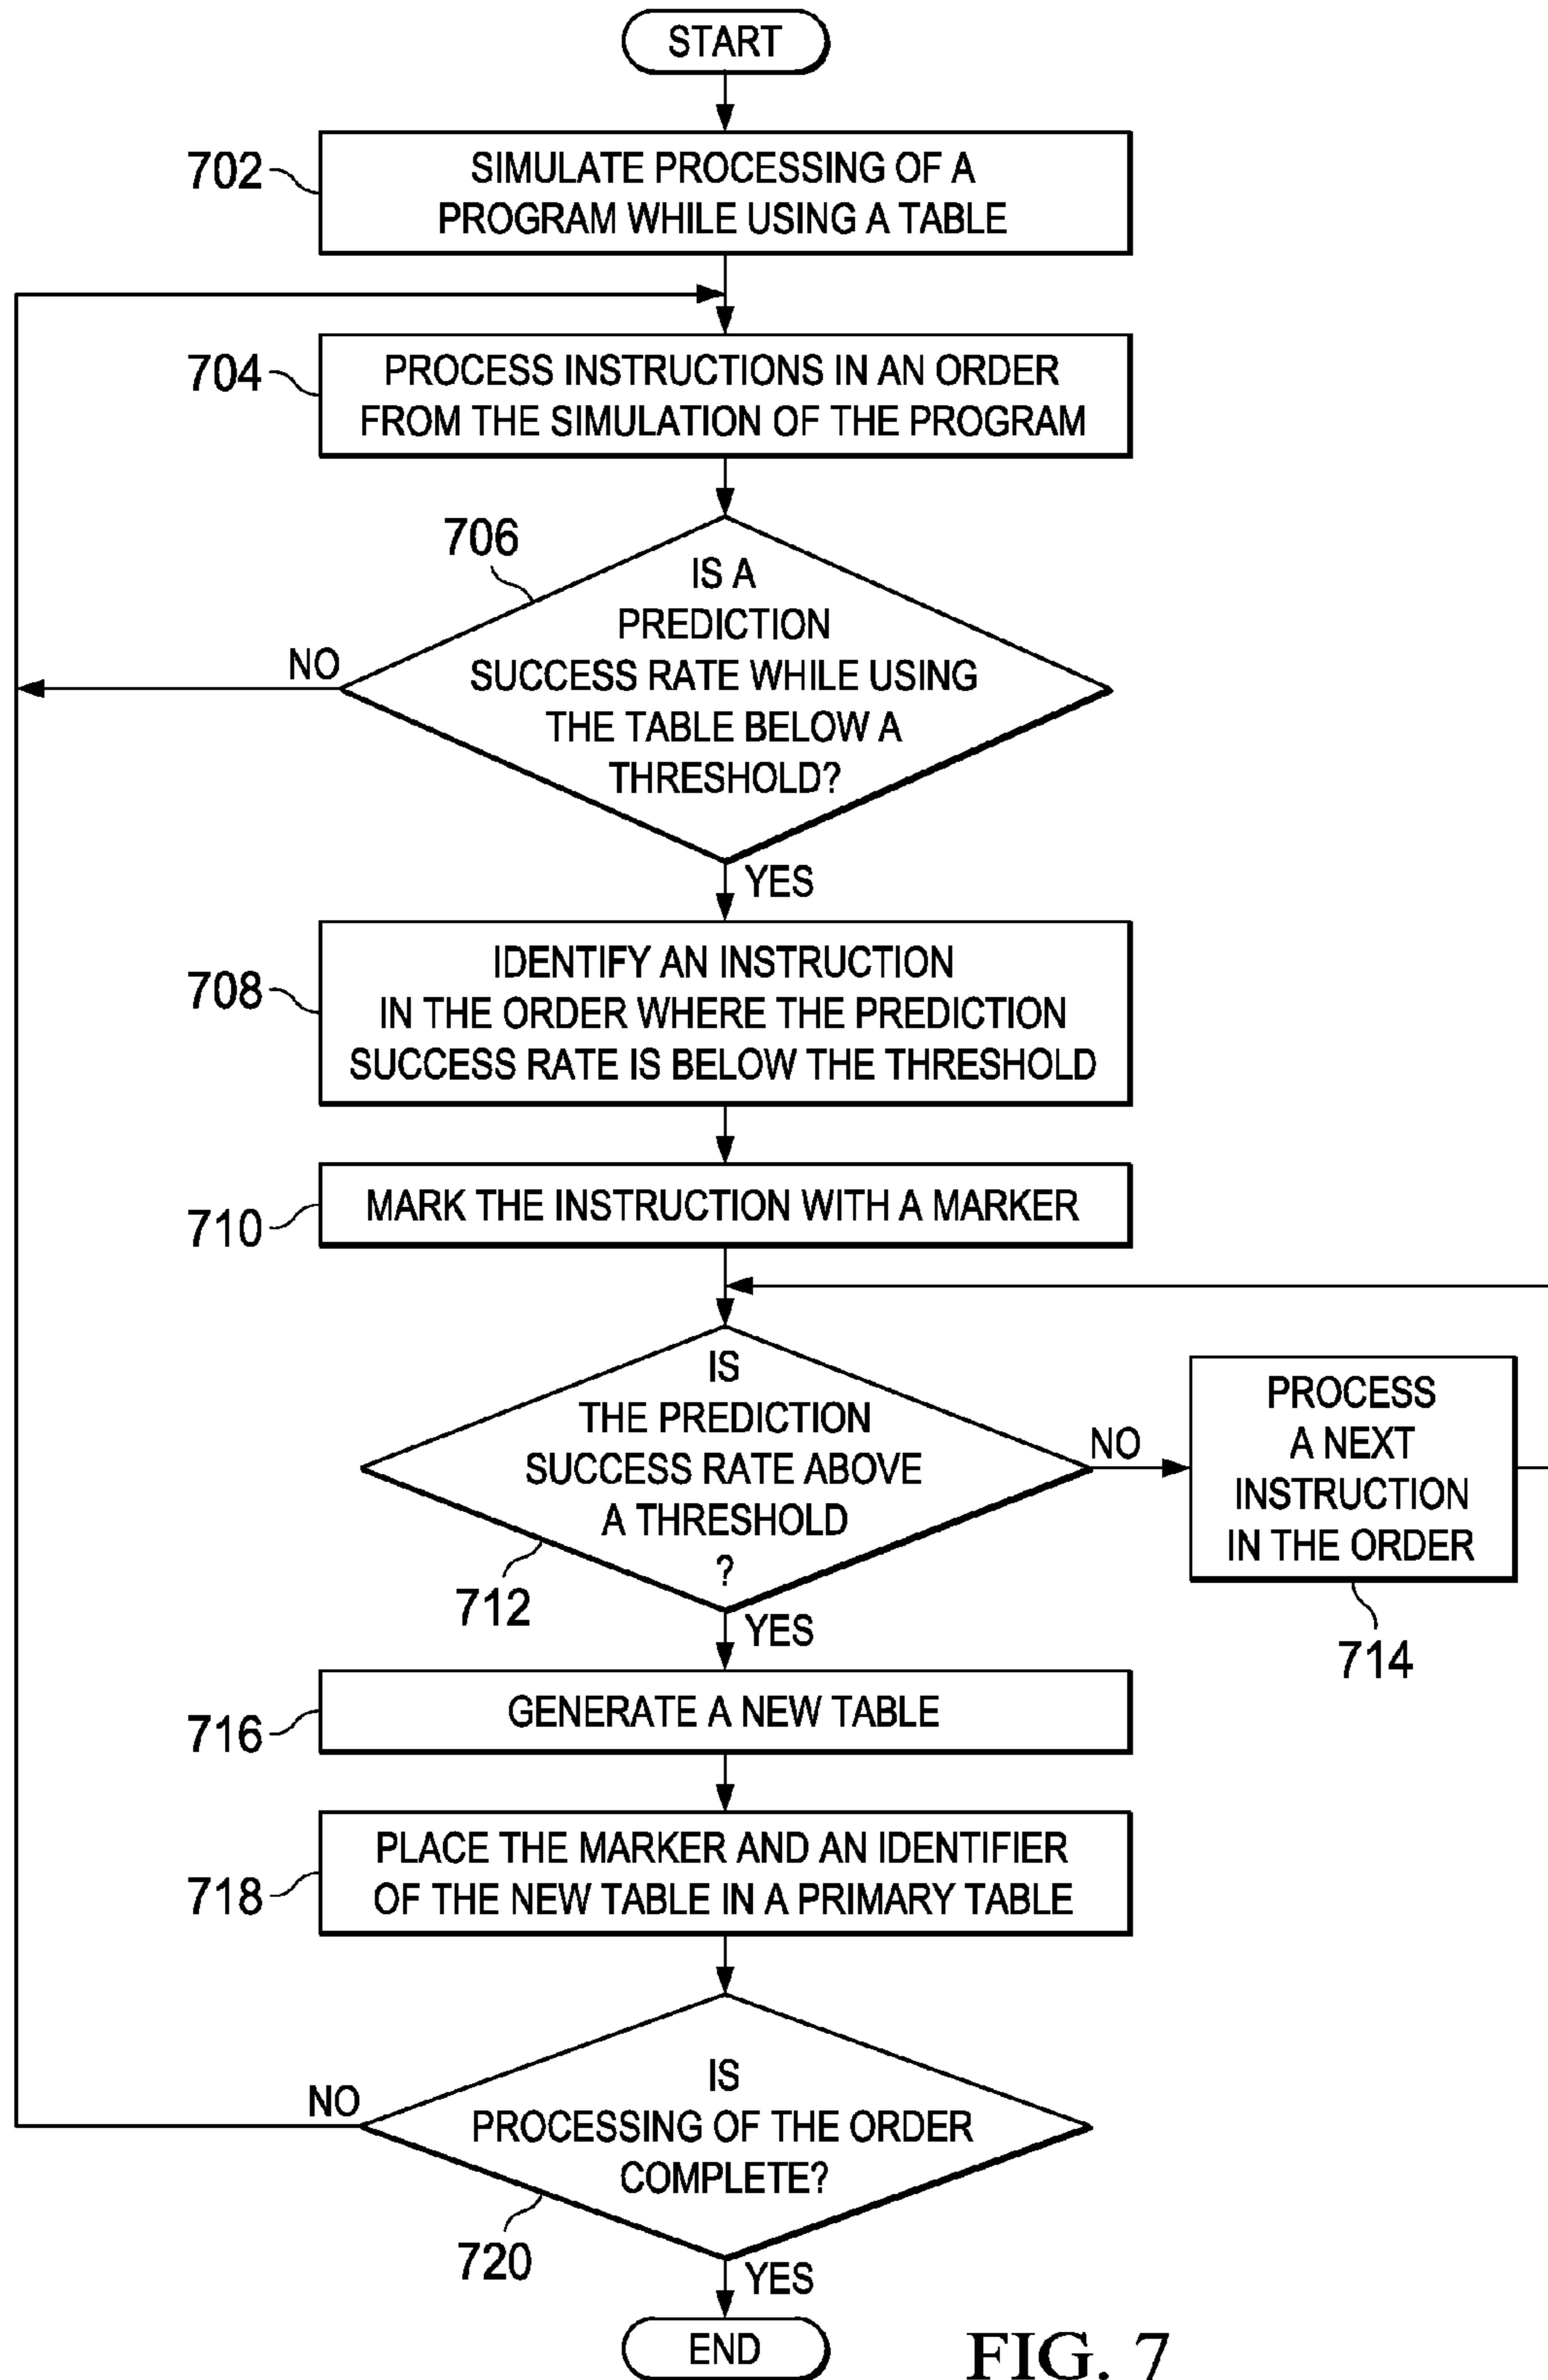 START
702
SIMULATE PROCESSING OF A
PROGRAM WHILE USING A TABLE
704
PROCESS INSTRUCTIONS IN AN ORDER
FROM THE SIMULATION OF THE PROGRAM
706
IS A
PREDICTION
SUCCESS RATE WHILE USING
THE TABLE BELOW A
THRESHOLD?
NO
YES
708
IDENTIFY AN INSTRUCTION
IN THE ORDER WHERE THE PREDICTION
SUCCESS RATE IS BELOW THE THRESHOLD
710
MARK THE INSTRUCTION WITH A MARKER
IS
THE PREDICTION
SUCCESS RATE ABOVE
A THRESHOLD
?
712
NO
PROCESS
A NEXT
INSTRUCTION
IN THE ORDER
714
YES
716
GENERATE A NEW TABLE
718
PLACE THE MARKER AND AN IDENTIFIER
OF THE NEW TABLE IN A PRIMARY TABLE
IS
PROCESSING OF THE ORDER
COMPLETE?
NO
720
YES
END
FIG. 7